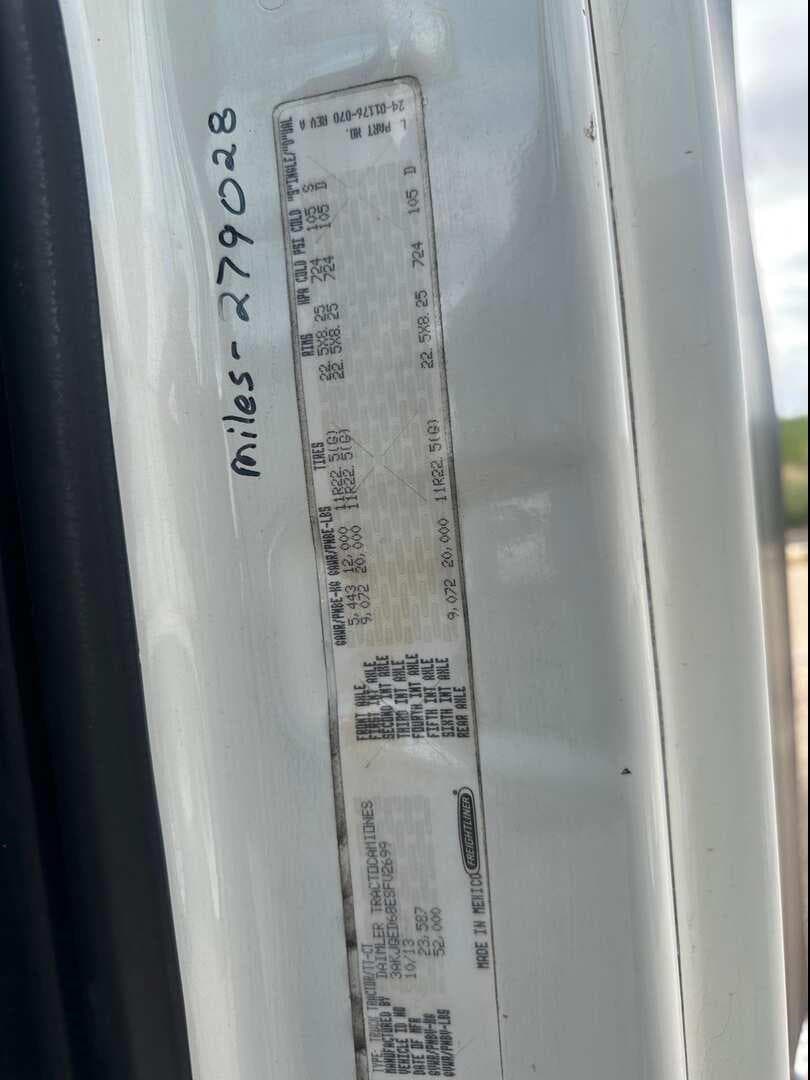 miles - 279028
TYPE TRUCK TRACTOR/TT-CT
MANUFACTURED BY DAIMLER TRACTOCAMIONES
VEHICLE ID NO 3AKJGED68ESFV2699
DATE OF MFR 10/13
GVWR/PNBV-KG 23,587
GVWR/PNBV-LBS 52,000
MADE IN MEXICO FREIGHTLINER
GAWR/PNBE-KG GAWR/PNBE-LBS TIRES RIMS KPA COLD PSI COLD "S"INGLE/"D"UAL
FRONT AXLE 5,443 12,000 11R22.5(G) 22.5X8.25 724 105 S
FIRST INT AXLE 9,072 20,000 11R22.5(G) 22.5X8.25 724 105 D
SECOND INT AXLE
THIRD INT AXLE
FOURTH INT AXLE
FIFTH INT AXLE
SIXTH INT AXLE
REAR AXLE 9,072 20,000 11R22.5(G) 22.5X8.25 724 105 D
L PART NO.
24-01176-070 REV A